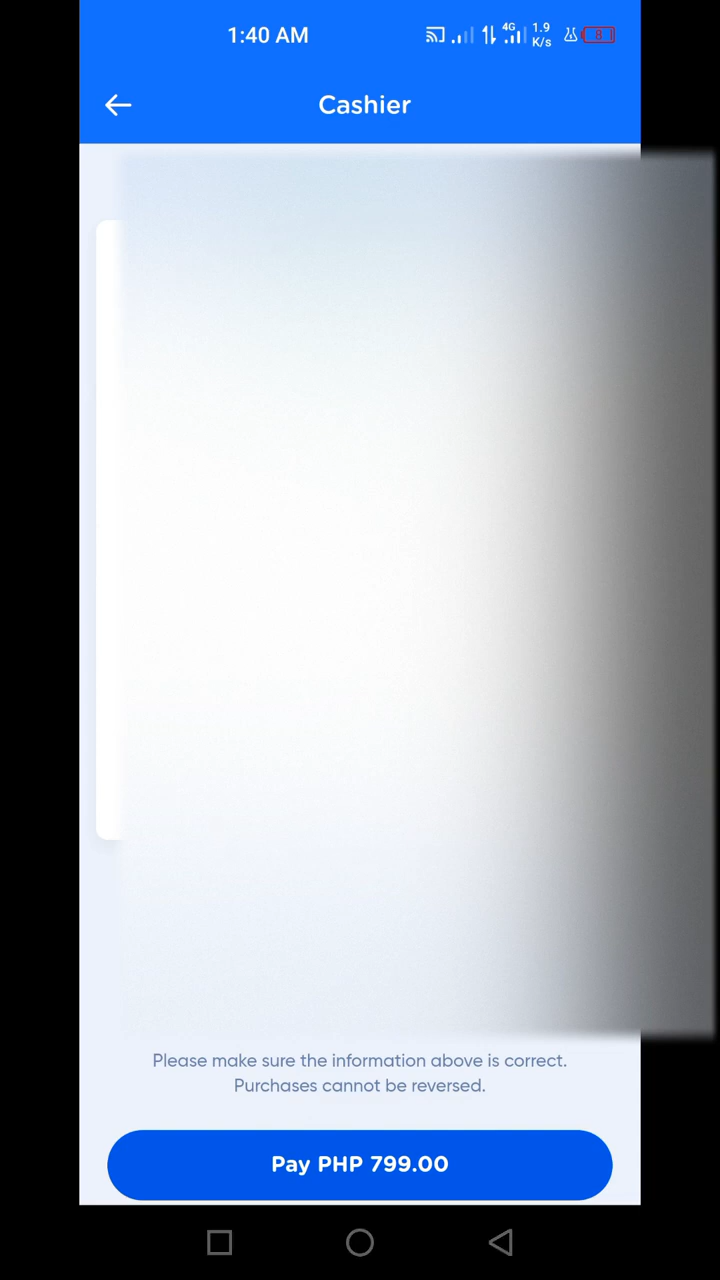 1:40 AM
4G
1.9
K/s
8
Cashier
Please make sure the information above is correct.
Purchases cannot be reversed.
Pay PHP 799.00